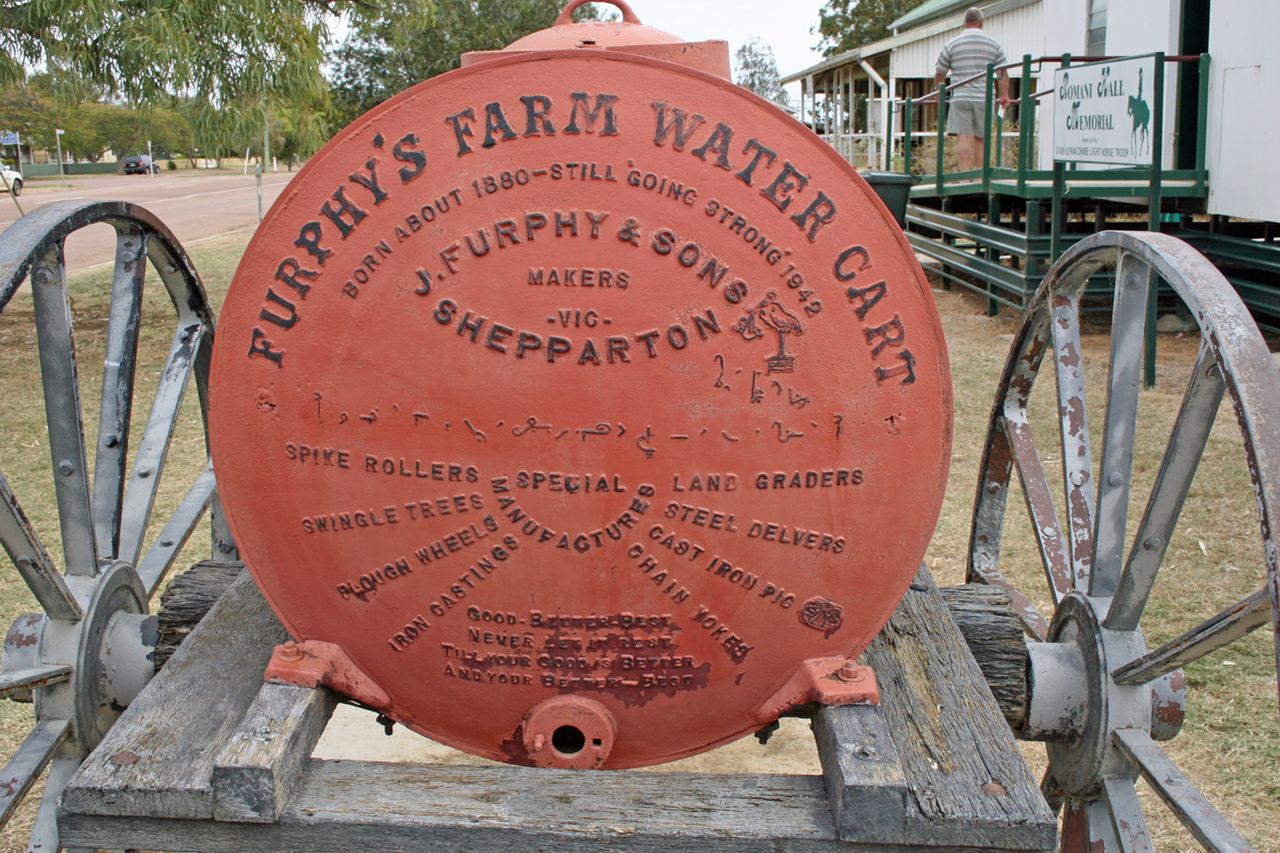 FURPHY'S FARM WATER CART
BORN ABOUT 1880-STILL GOING STRONG 1942
J. FURPHY & SONS
MAKERS
-VIC-
SHEPPARTON
SPIKE ROLLERS
SWINGLE TREES
PLOUGH WHEELS
IRON CASTINGS
SPECIAL
MANUFACTURES
LAND GRADERS
STEEL DELVERS
CAST IRON PIG
CHAIN YOKES
GOOD-BETTER-BEST
NEVER LET IT REST
TILL YOUR GOOD IS BETTER
AND YOUR BETTER-BEST
ROMANI HALL
MEMORIAL